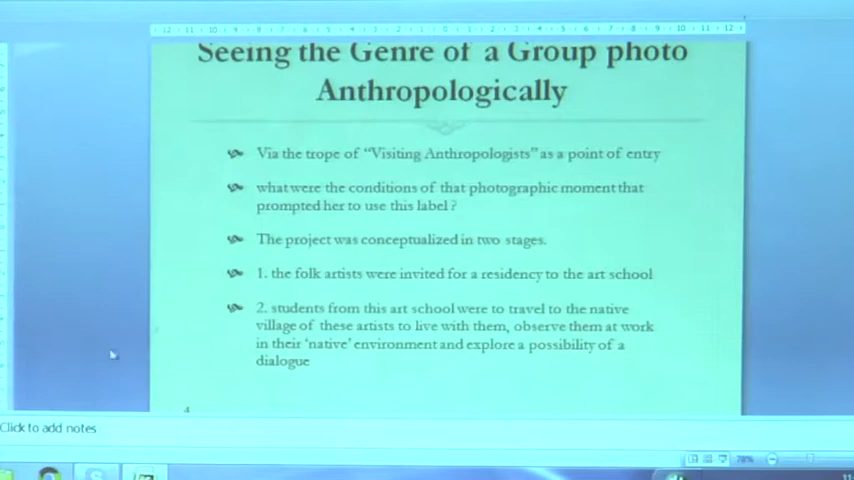 Seeing the Genre of a Group photo
Anthropologically
Via the trope of "Visiting Anthropologists" as a point of entry
what were the conditions of that photographic moment that
prompted her to use this label ?
The project was conceptualized in two stages.
1. the folk artists were invited for a residency to the art school
2. students from this art school were to travel to the native
village of these artists to live with them, observe them at work
in their 'native' environment and explore a possibility of a
dialogue
4
Click to add notes
78%